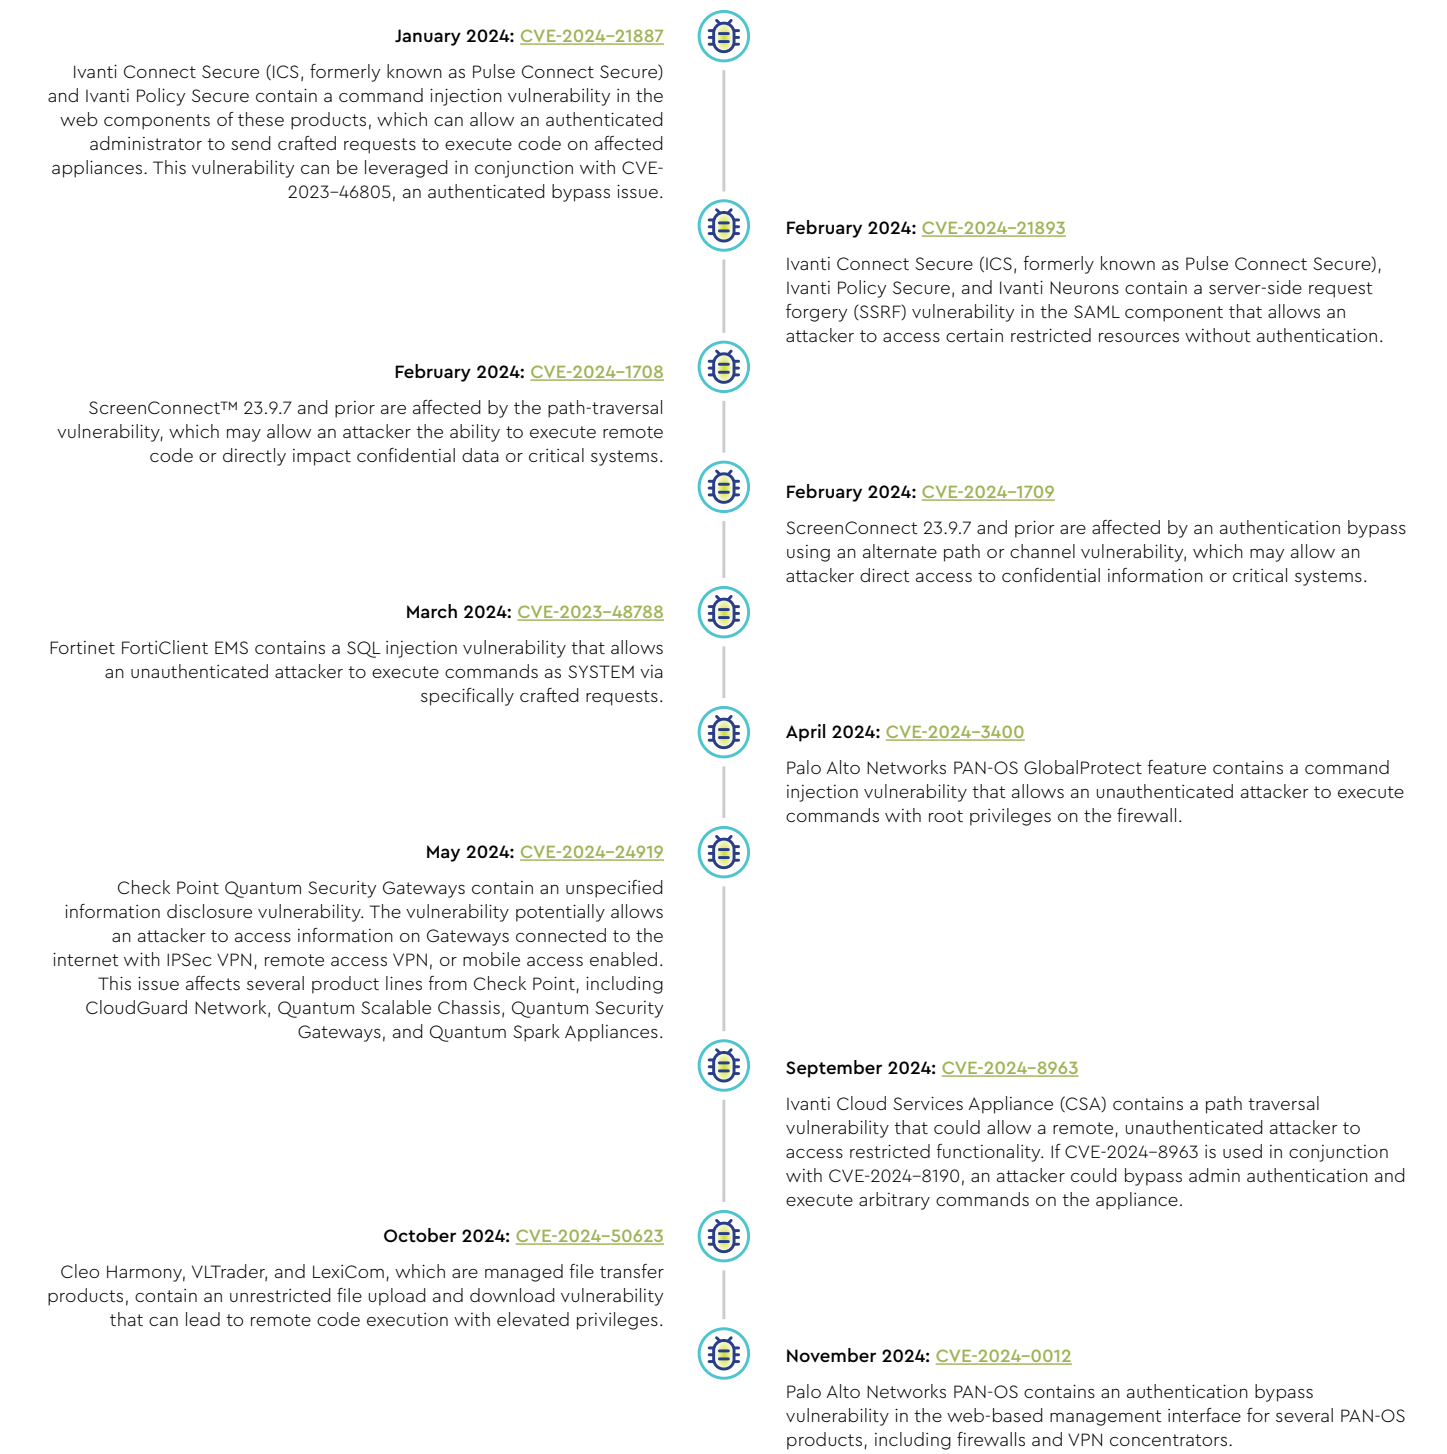 January 2024: CVE-2024-21887
Ivanti Connect Secure (ICS, formerly known as Pulse Connect Secure)
and Ivanti Policy Secure contain a command injection vulnerability in the
web components of these products, which can allow an authenticated
administrator to send crafted requests to execute code on affected
appliances. This vulnerability can be leveraged in conjunction with CVE-
2023-46805, an authenticated bypass issue.
February 2024: CVE-2024-21893
Ivanti Connect Secure (ICS, formerly known as Pulse Connect Secure),
Ivanti Policy Secure, and Ivanti Neurons contain a server-side request
forgery (SSRF) vulnerability in the SAML component that allows an
attacker to access certain restricted resources without authentication.
February 2024: CVE-2024-1708
ScreenConnect™ 23.9.7 and prior are affected by the path-traversal
vulnerability, which may allow an attacker the ability to execute remote
code or directly impact confidential data or critical systems.
February 2024: CVE-2024-1709
ScreenConnect 23.9.7 and prior are affected by an authentication bypass
using an alternate path or channel vulnerability, which may allow an
attacker direct access to confidential information or critical systems.
March 2024: CVE-2023-48788
Fortinet FortiClient EMS contains a SQL injection vulnerability that allows
an unauthenticated attacker to execute commands as SYSTEM via
specifically crafted requests.
April 2024: CVE-2024-3400
Palo Alto Networks PAN-OS GlobalProtect feature contains a command
injection vulnerability that allows an unauthenticated attacker to execute
commands with root privileges on the firewall.
May 2024: CVE-2024-24919
Check Point Quantum Security Gateways contain an unspecified
information disclosure vulnerability. The vulnerability potentially allows
an attacker to access information on Gateways connected to the
internet with IPSec VPN, remote access VPN, or mobile access enabled.
This issue affects several product lines from Check Point, including
CloudGuard Network, Quantum Scalable Chassis, Quantum Security
Gateways, and Quantum Spark Appliances.
September 2024: CVE-2024-8963
Ivanti Cloud Services Appliance (CSA) contains a path traversal
vulnerability that could allow a remote, unauthenticated attacker to
access restricted functionality. If CVE-2024-8963 is used in conjunction
with CVE-2024-8190, an attacker could bypass admin authentication and
execute arbitrary commands on the appliance.
October 2024: CVE-2024-50623
Cleo Harmony, VLTrader, and LexiCom, which are managed file transfer
products, contain an unrestricted file upload and download vulnerability
that can lead to remote code execution with elevated privileges.
November 2024: CVE-2024-0012
Palo Alto Networks PAN-OS contains an authentication bypass
vulnerability in the web-based management interface for several PAN-OS
products, including firewalls and VPN concentrators.